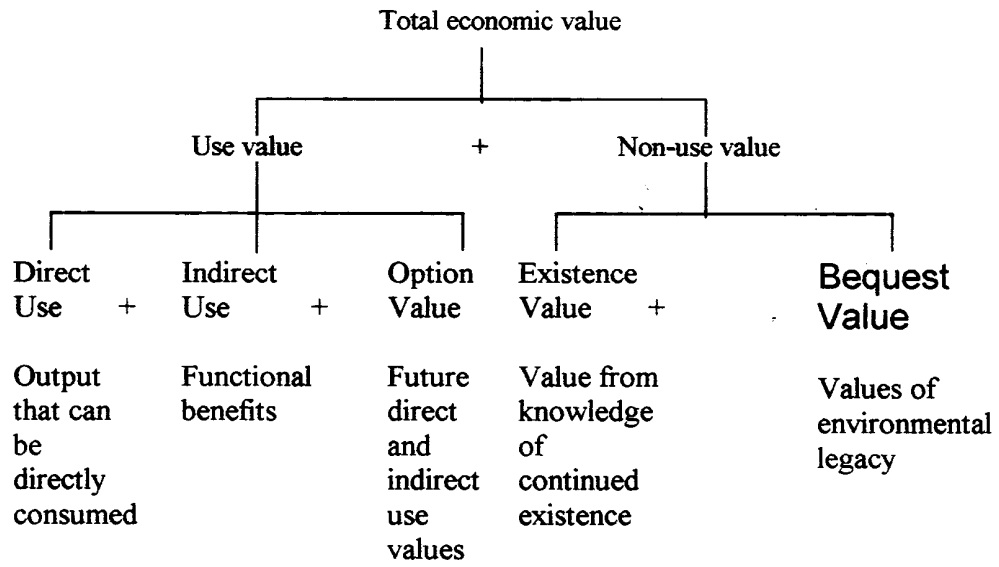 Total economic value
Use value + Non-use value
Direct Use +
Indirect Use +
Option Value
Existence Value +
Bequest Value
Output that can be directly consumed
Functional benefits
Future direct and indirect use values
Value from knowledge of continued existence
Values of environmental legacy